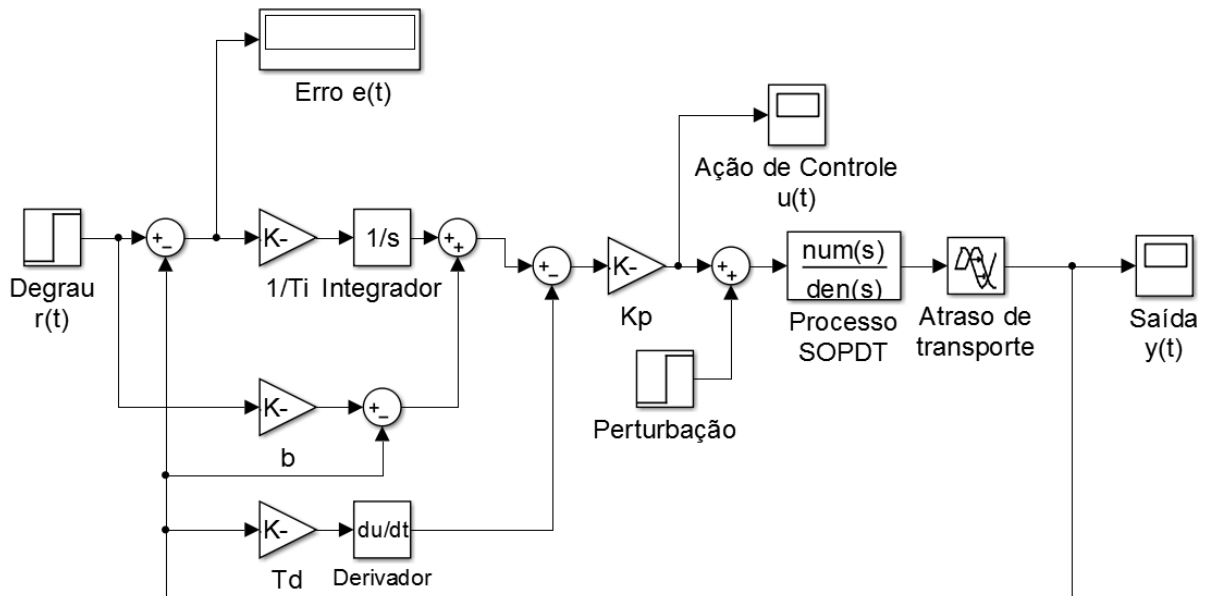 Erro e(t)
Ação de Controle
u(t)
Degrau
r(t)
+
-
K-
1/Ti
1/s
Integrador
+
+
+
-
K-
Kp
+
+
num(s)
den(s)
Processo
SOPDT
Atraso de
transporte
Saída
y(t)
K-
b
+
-
Perturbação
K-
Td
du/dt
Derivador